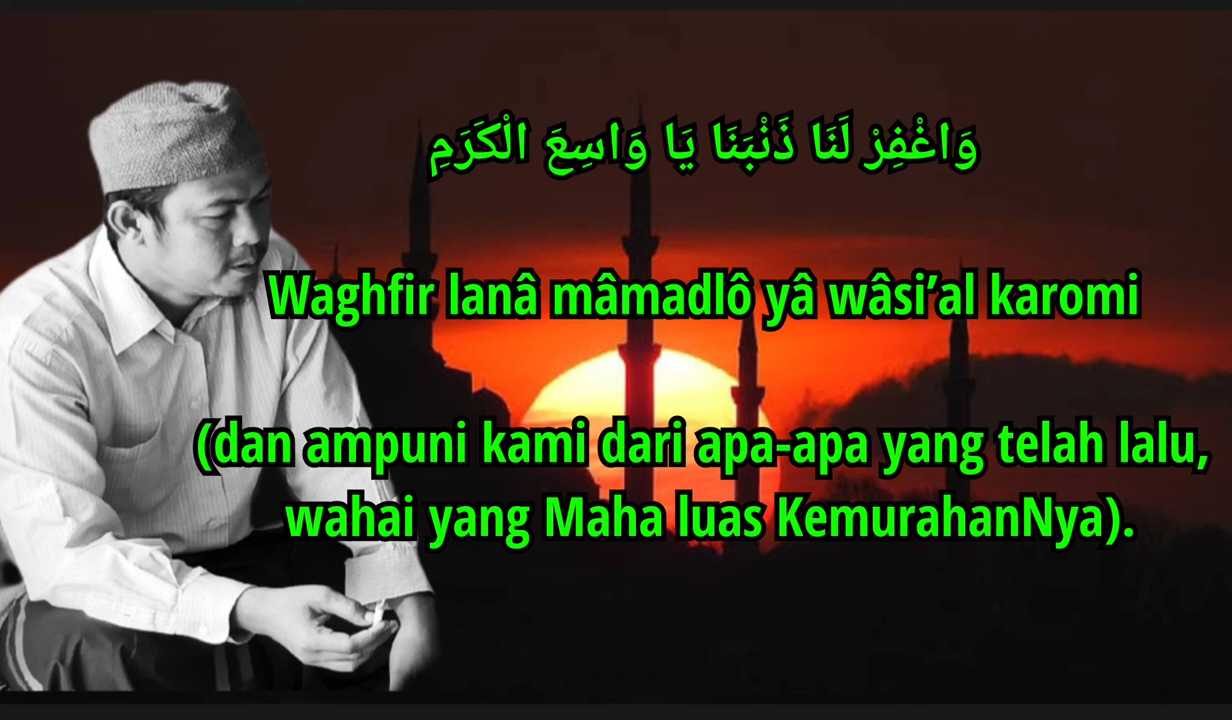 وَاغْفِرْ لَنَا ذَنْبَنَا يَا وَاسِعَ الْكَرَمِ
Waghfir lanâ mâmadlô yâ wâsi’al karomi
(dan ampuni kami dari apa-apa yang telah lalu,
wahai yang Maha luas KemurahanNya).